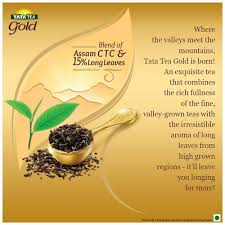 TATA TEA
Gold
Blend of
Assam CTC &
15% Long Leaves
Where
the valleys meet the
mountains,
Tata Tea Gold is born!
An exquisite tea
that combines
the rich fullness
of the fine,
valley-grown teas with
the irresistible
aroma of long
leaves from
high grown
regions - it'll leave
you longing
for more!